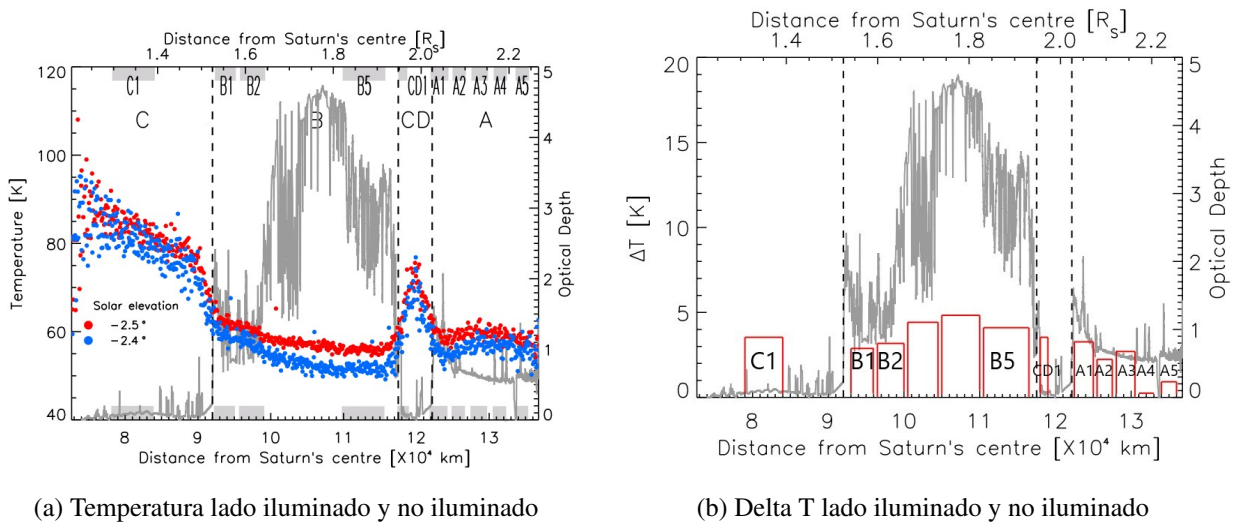 Distance from Saturn's centre [R_s]
1.4 1.6 1.8 2.0 2.2
120
100
80
60
40
Temperature [K]
C1 B1 B2 B5 CD1 A1 A2 A3 A4 A5
C B CD A
Solar elevation
−2.5°
−2.4°
5
4
3
2
1
0
Optical Depth
8 9 10 11 12 13
Distance from Saturn's centre [X10⁴ km]
(a) Temperatura lado iluminado y no iluminado
Distance from Saturn's centre [R_s]
1.4 1.6 1.8 2.0 2.2
20
15
10
5
0
ΔT [K]
C1 B1 B2 B5 CD1 A1 A2 A3 A4 A5
5
4
3
2
1
0
Optical Depth
8 9 10 11 12 13
Distance from Saturn's centre [X10⁴ km]
(b) Delta T lado iluminado y no iluminado